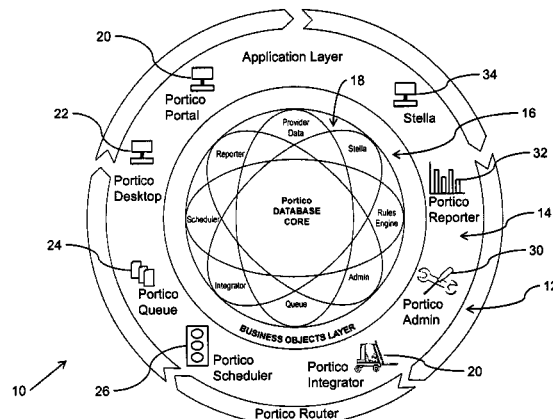 20
Application Layer
34
18
Portico
Portal
Stella
16
22
Provider
Data
Reporter
Stella
32
Portico
Desktop
Portico
DATABASE
CORE
Scheduler
Rules
Engine
Portico
Reporter
14
24
30
Portico
Queue
Integrator
Admin
Queue
Portico
Admin
12
BUSINESS OBJECTS LAYER
Portico
Scheduler
Portico
Integrator
20
26
10
Portico Router